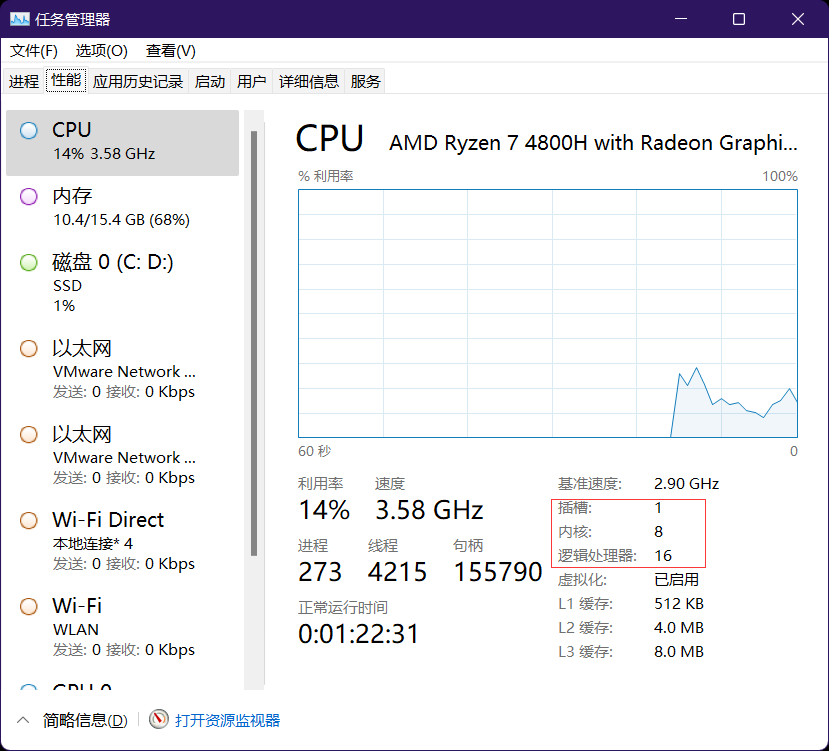 任务管理器
文件(F) 选项(O) 查看(V)
进程 性能 应用历史记录 启动 用户 详细信息 服务
CPU
14% 3.58 GHz
内存
10.4/15.4 GB (68%)
磁盘 0 (C: D:)
SSD
1%
以太网
VMware Network ...
发送: 0 接收: 0 Kbps
以太网
VMware Network ...
发送: 0 接收: 0 Kbps
Wi-Fi Direct
本地连接* 4
发送: 0 接收: 0 Kbps
Wi-Fi
WLAN
发送: 0 接收: 0 Kbps
CPU AMD Ryzen 7 4800H with Radeon Graphi...
% 利用率 100%
60 秒 0
利用率 速度
14% 3.58 GHz
进程 线程 句柄
273 4215 155790
正常运行时间
0:01:22:31
基准速度: 2.90 GHz
插槽: 1
内核: 8
逻辑处理器: 16
虚拟化: 已启用
L1 缓存: 512 KB
L2 缓存: 4.0 MB
L3 缓存: 8.0 MB
简略信息(D) 打开资源监视器